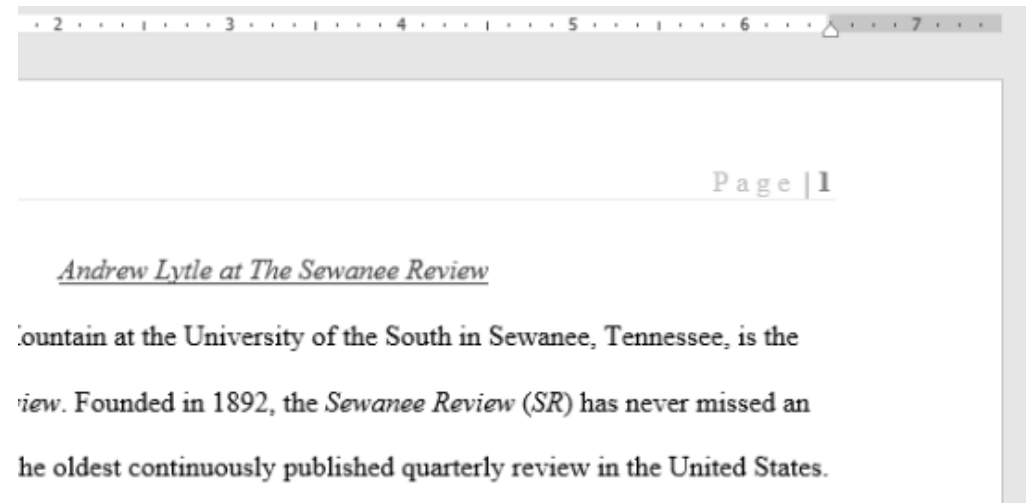 2 3 4 5 6 7
Page | 1
Andrew Lytle at The Sewanee Review
ountain at the University of the South in Sewanee, Tennessee, is the
iew. Founded in 1892, the Sewanee Review (SR) has never missed an
he oldest continuously published quarterly review in the United States.